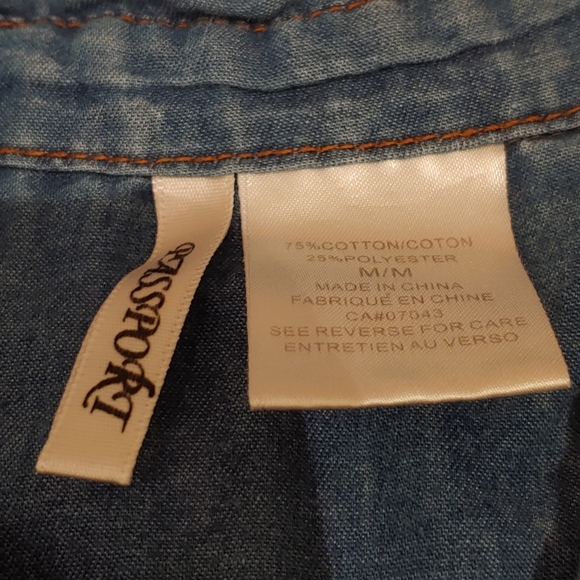 PASSPORT
75%COTTON/COTON
25%POLYESTER
M/M
MADE IN CHINA
FABRIQUÉ EN CHINE
CA#07043
SEE REVERSE FOR CARE
ENTRETIEN AU VERSO